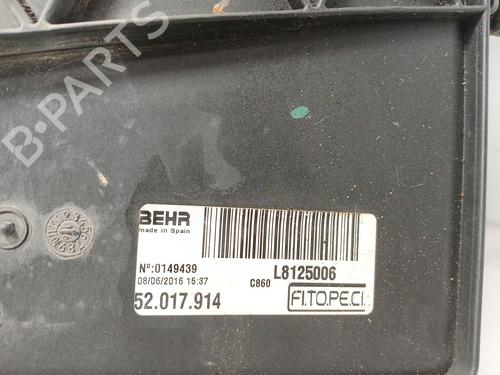 B-PARTS
BEHR
made in Spain
Nº:0149439
L8125006
08/06/2016 15:37
C860
52.017.914
FI.TO.PE.CI.